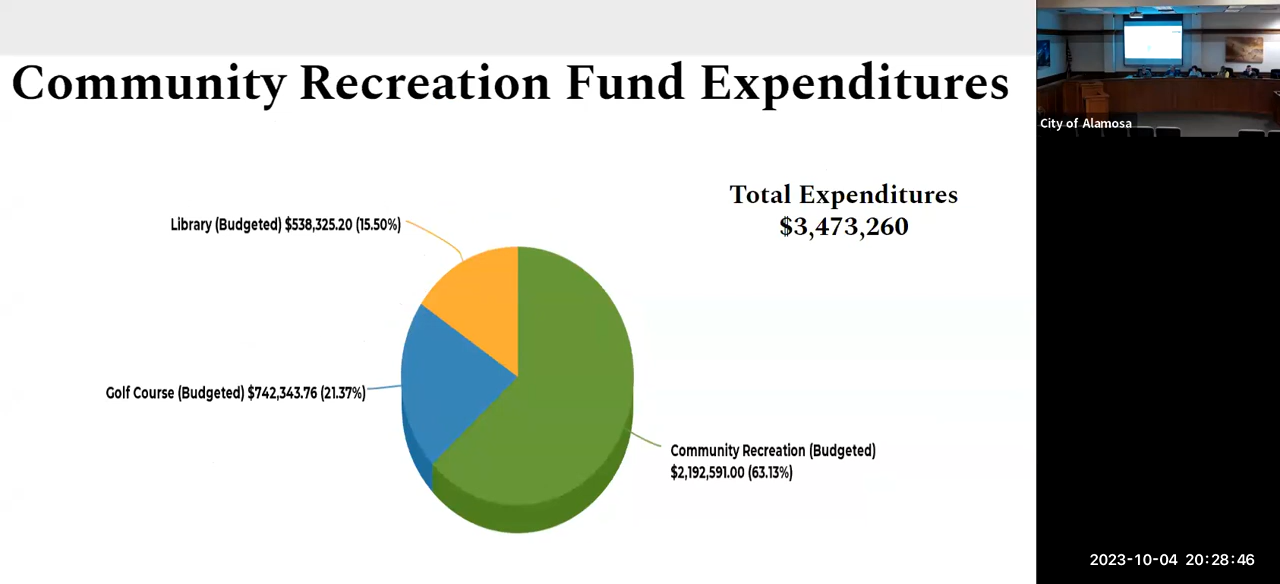 Community Recreation Fund Expenditures
City of Alamosa
Total Expenditures
$3,473,260
Library (Budgeted) $538,325.20 (15.50%)
Golf Course (Budgeted) $742,343.76 (21.37%)
Community Recreation (Budgeted)
$2,192,591.00 (63.13%)
2023-10-04 20:28:46